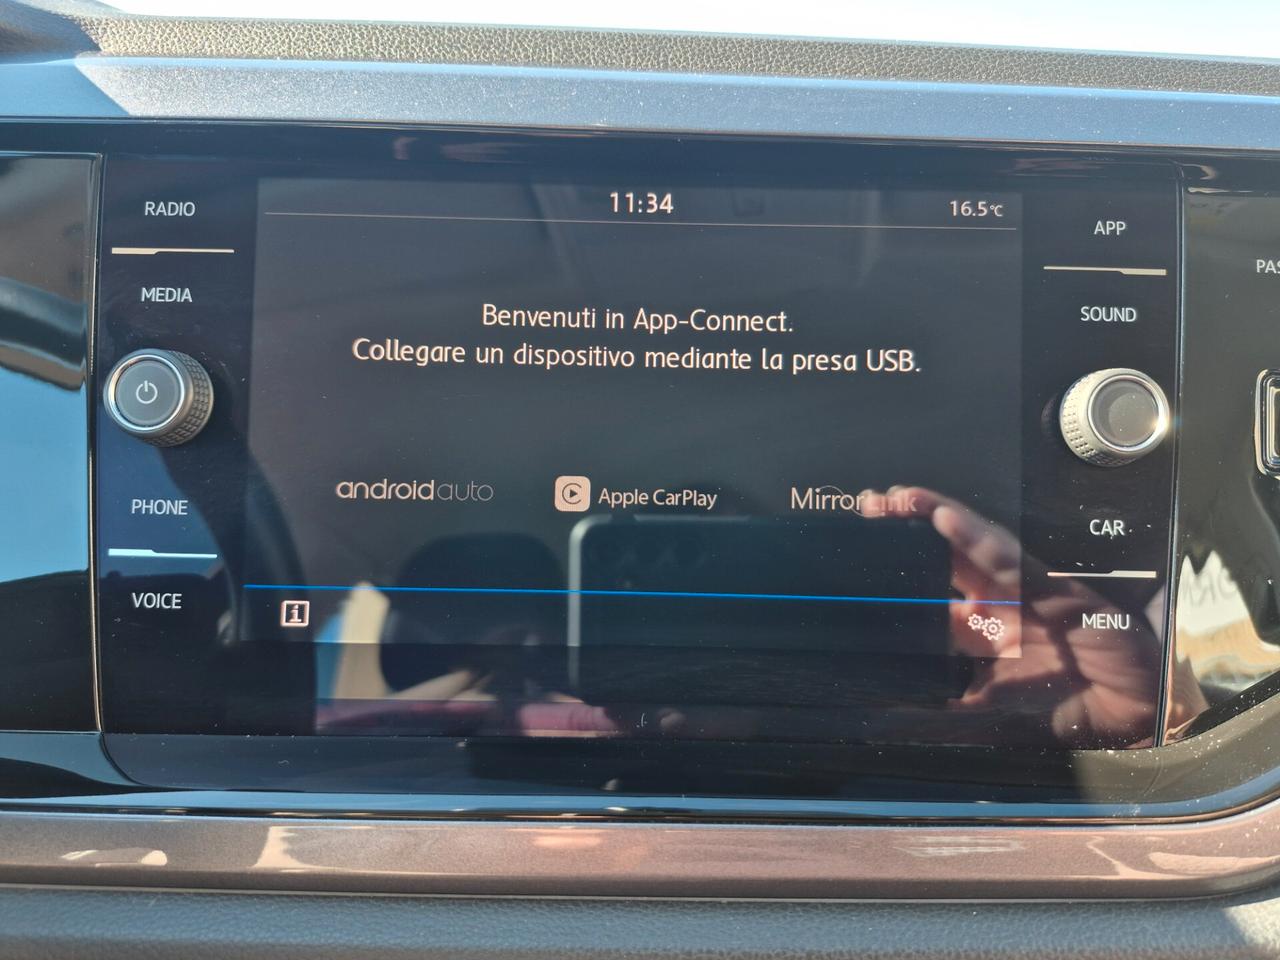 11:34
16.5°C
RADIO
MEDIA
PHONE
VOICE
Benvenuti in App-Connect.
Collegare un dispositivo mediante la presa USB.
androidauto
Apple CarPlay
MirrorLink
i
APP
SOUND
CAR
MENU